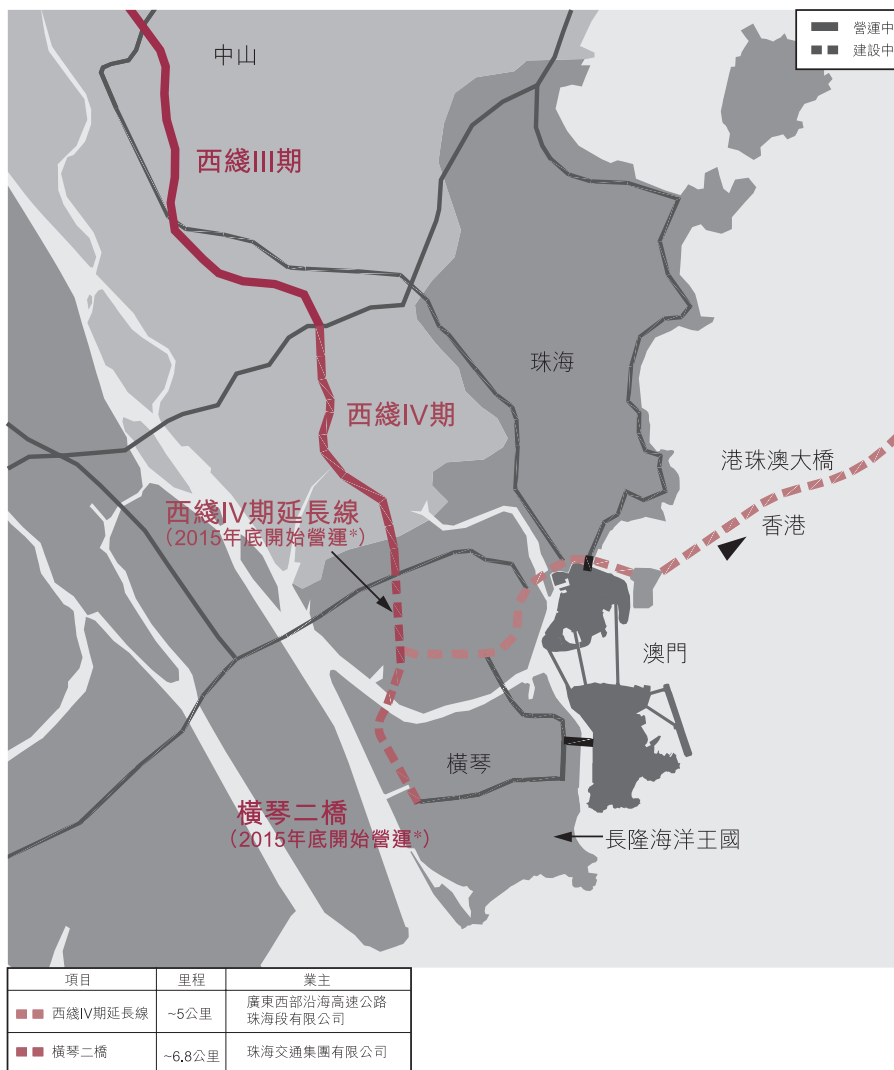 營運中
建設中
中山
西綫III期
珠海
西綫IV期
港珠澳大橋
西綫IV期延長線
(2015年底開始營運*)
香港
澳門
橫琴
橫琴二橋
(2015年底開始營運*)
長隆海洋王國
項目 里程 業主
西綫IV期延長線 ~5公里 廣東西部沿海高速公路
珠海段有限公司
橫琴二橋 ~6.8公里 珠海交通集團有限公司